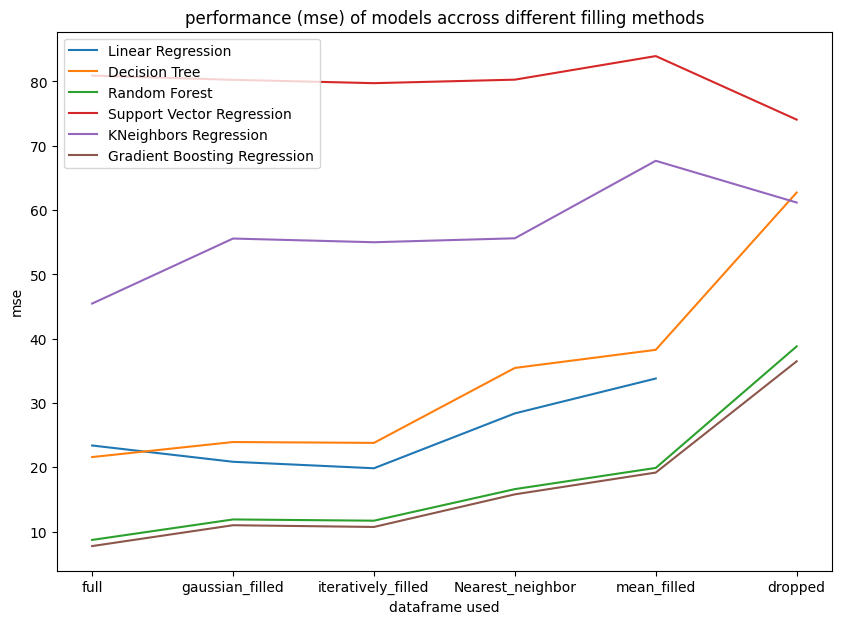 performance (mse) of models accross different filling methods
Linear Regression
Decision Tree
Random Forest
Support Vector Regression
KNeighbors Regression
Gradient Boosting Regression
mse
80
70
60
50
40
30
20
10
full gaussian_filled iteratively_filled Nearest_neighbor mean_filled dropped
dataframe used